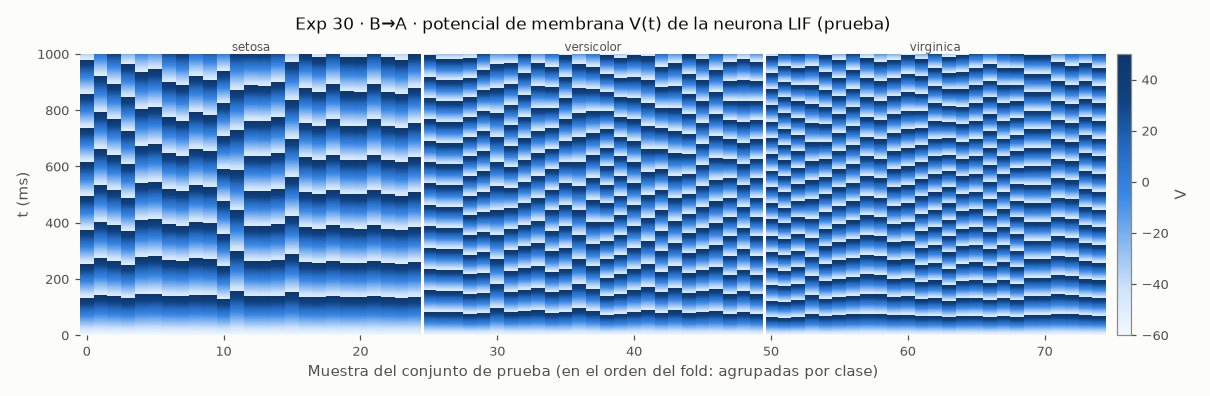 Exp 30 · B→A · potencial de membrana V(t) de la neurona LIF (prueba)
setosa versicolor virginica
1000
800
600
400
200
0
t (ms)
0 10 20 30 40 50 60 70
Muestra del conjunto de prueba (en el orden del fold: agrupadas por clase)
40
20
0
−20
−40
−60
V